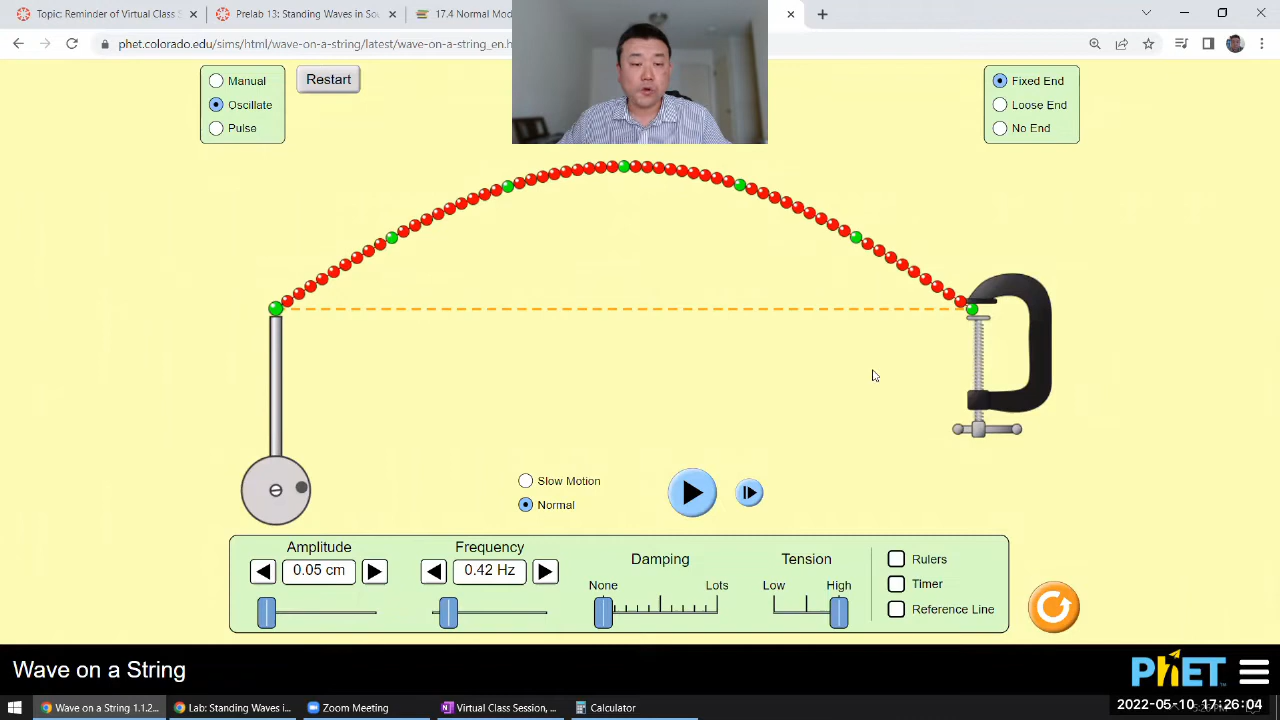 Topic: Reminder of Virtual Class S
Prelab 13: Standing Waves in So
17.4 Normal Mod
phet.colorado.edu/sims/html/wave-on-a-string/latest/wave-on-a-string_en.h
Manual
Oscillate
Pulse
Restart
Fixed End
Loose End
No End
Slow Motion
Normal
Amplitude
0.05 cm
Frequency
0.42 Hz
Damping
None
Lots
Tension
Low
High
Rulers
Timer
Reference Line
Wave on a String
PhET
Wave on a String 1.1.2...
Lab: Standing Waves i...
Zoom Meeting
Virtual Class Session, ...
Calculator
2022-05-10 17:26:04